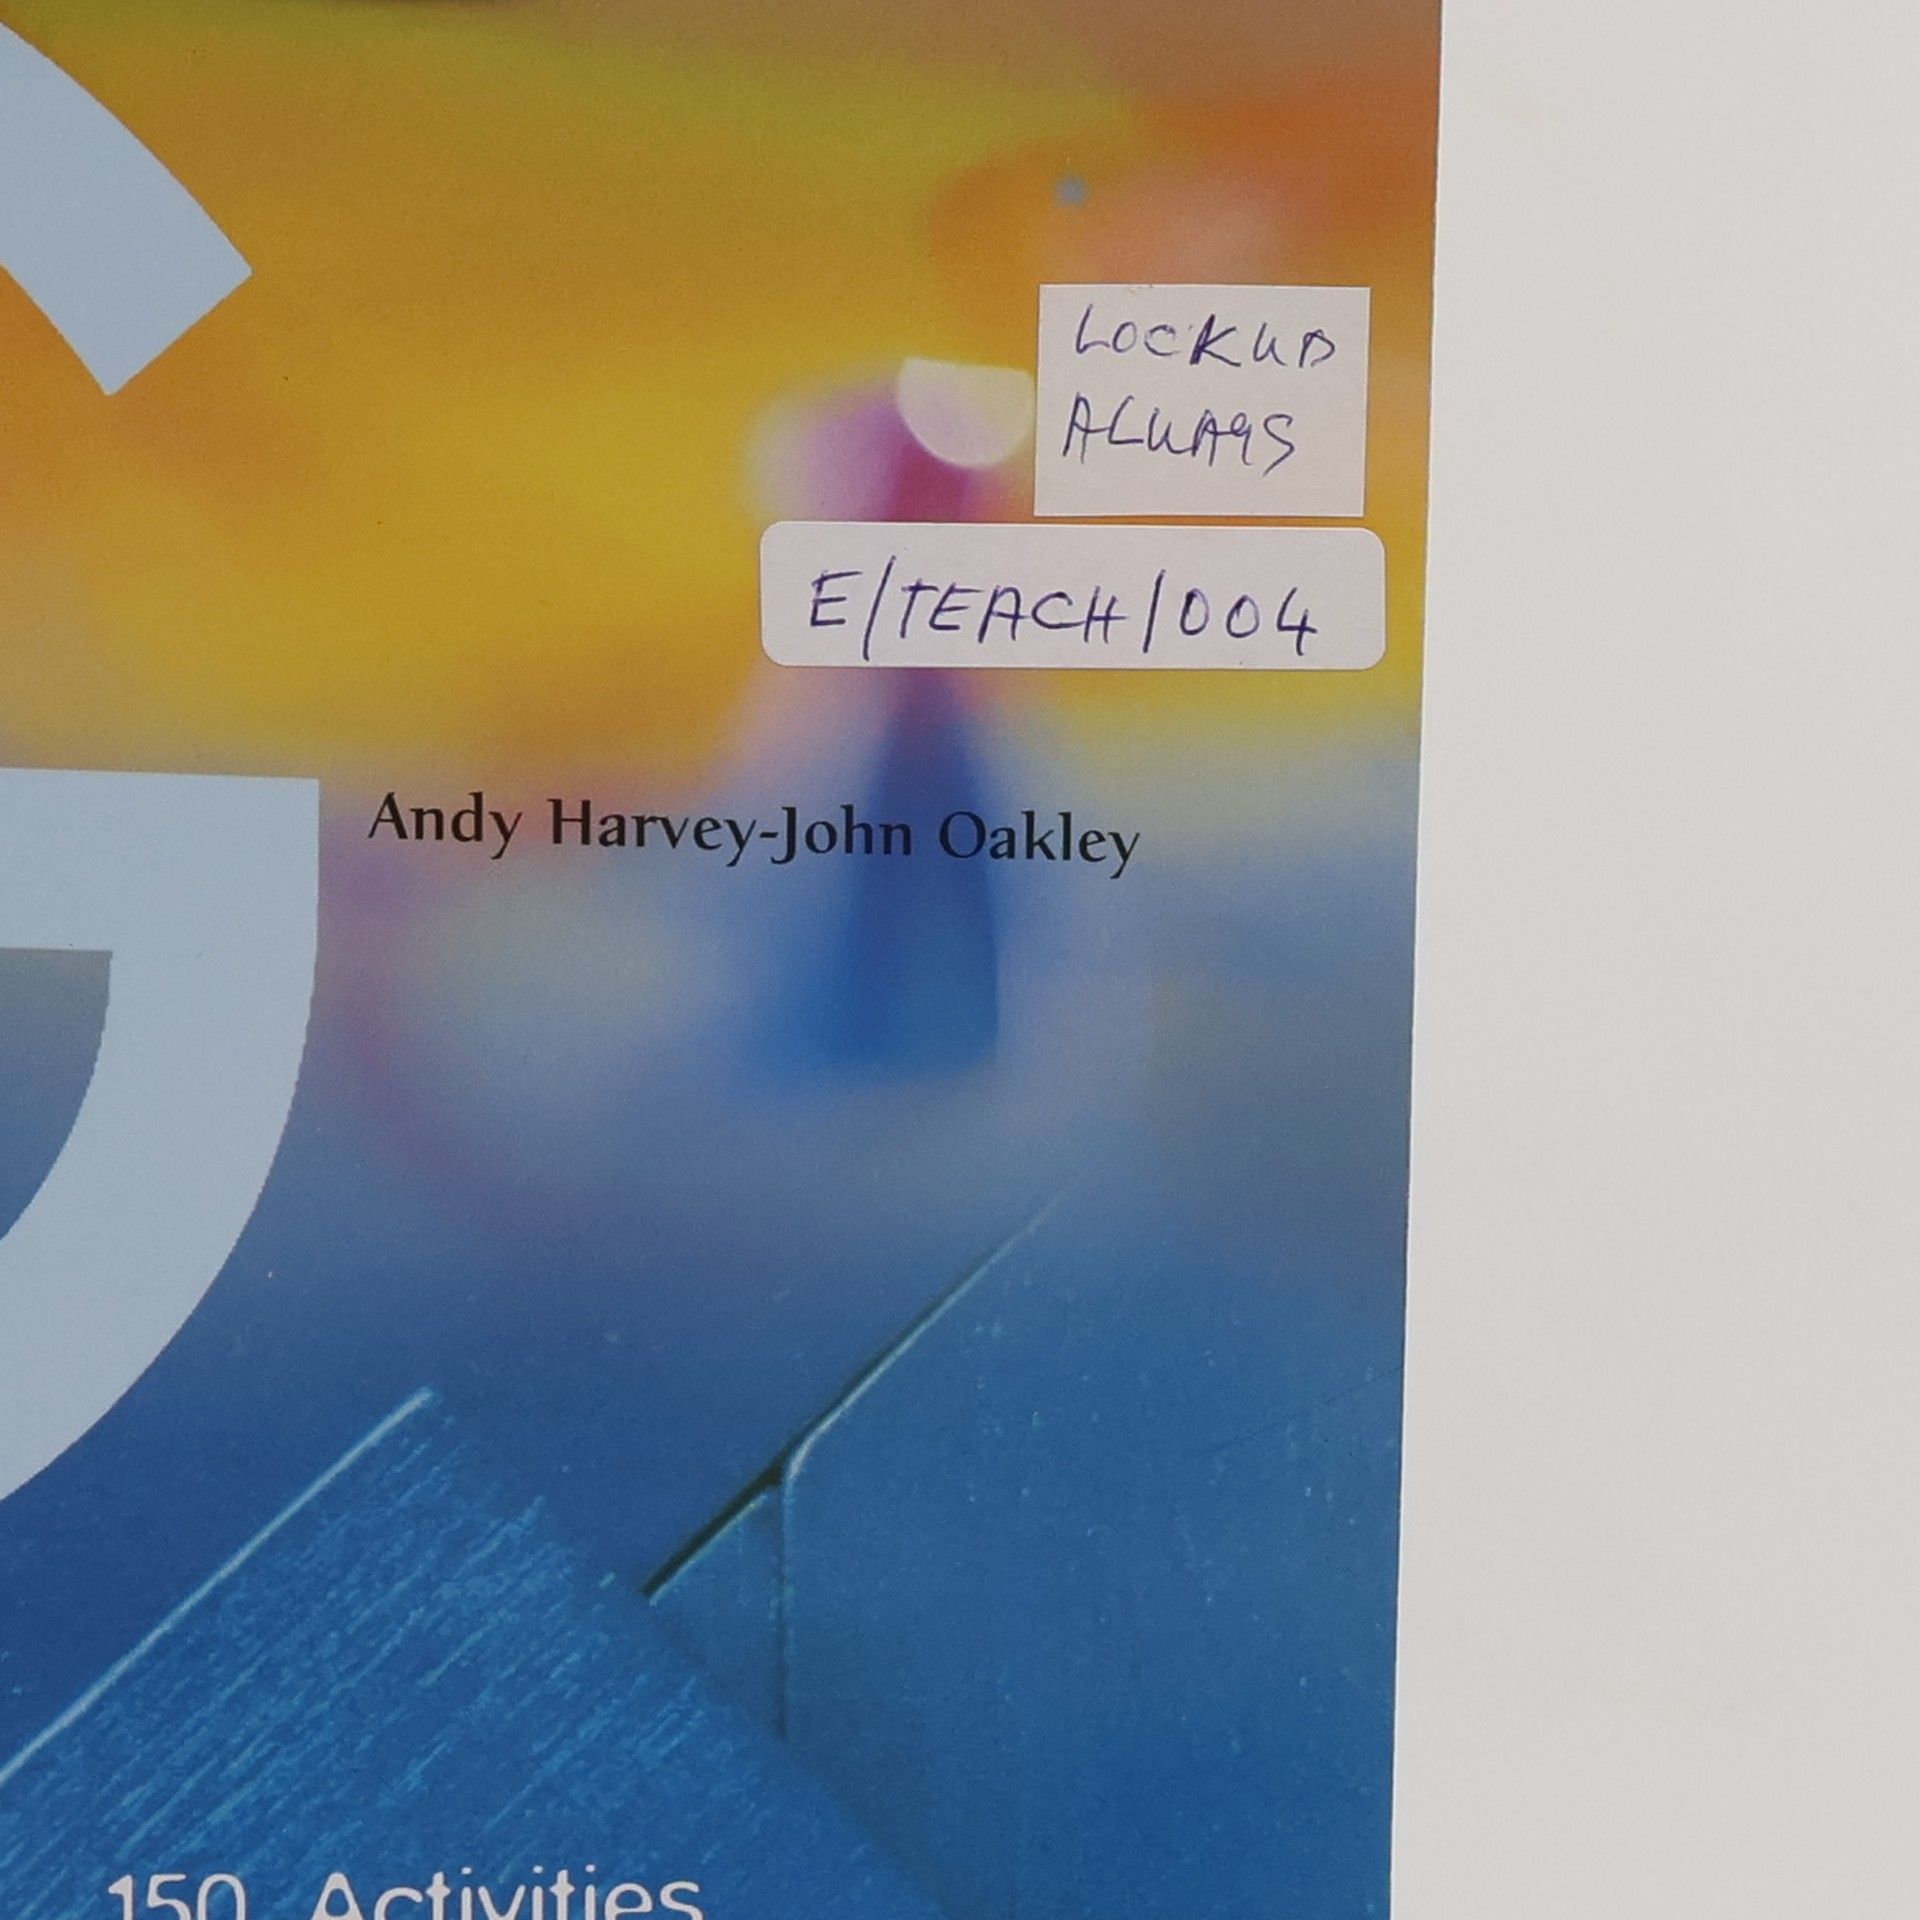 LOCKUP
ALWAYS
E/TEACH/004
Andy Harvey-John Oakley
G
150 Activities